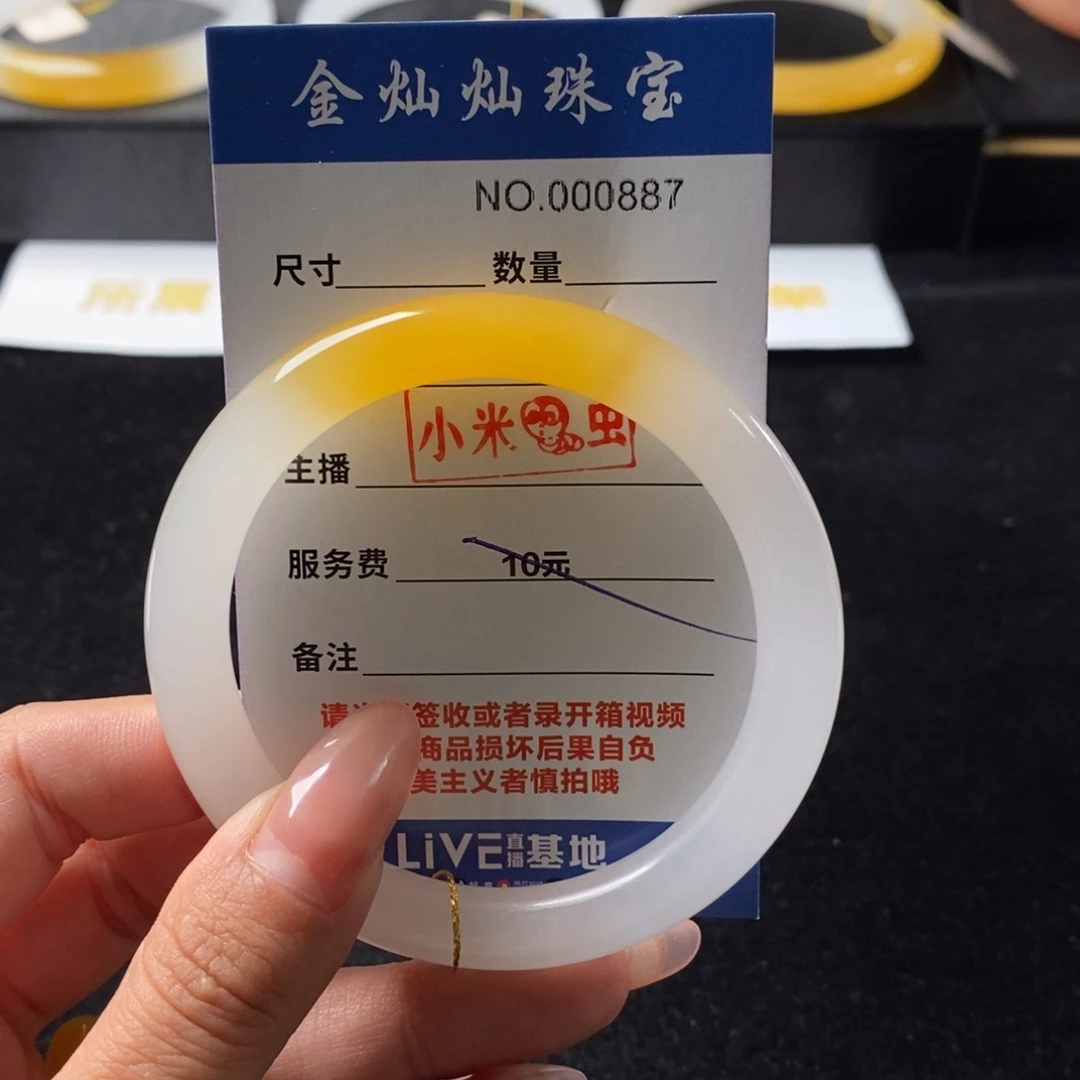 金灿灿珠宝
NO.000887
尺寸 数量
小米 虫
主播
服务费 10元
备注
请 签收或者录开箱视频
商品损坏后果自负
美主义者慎拍哦
LiVE直播基地